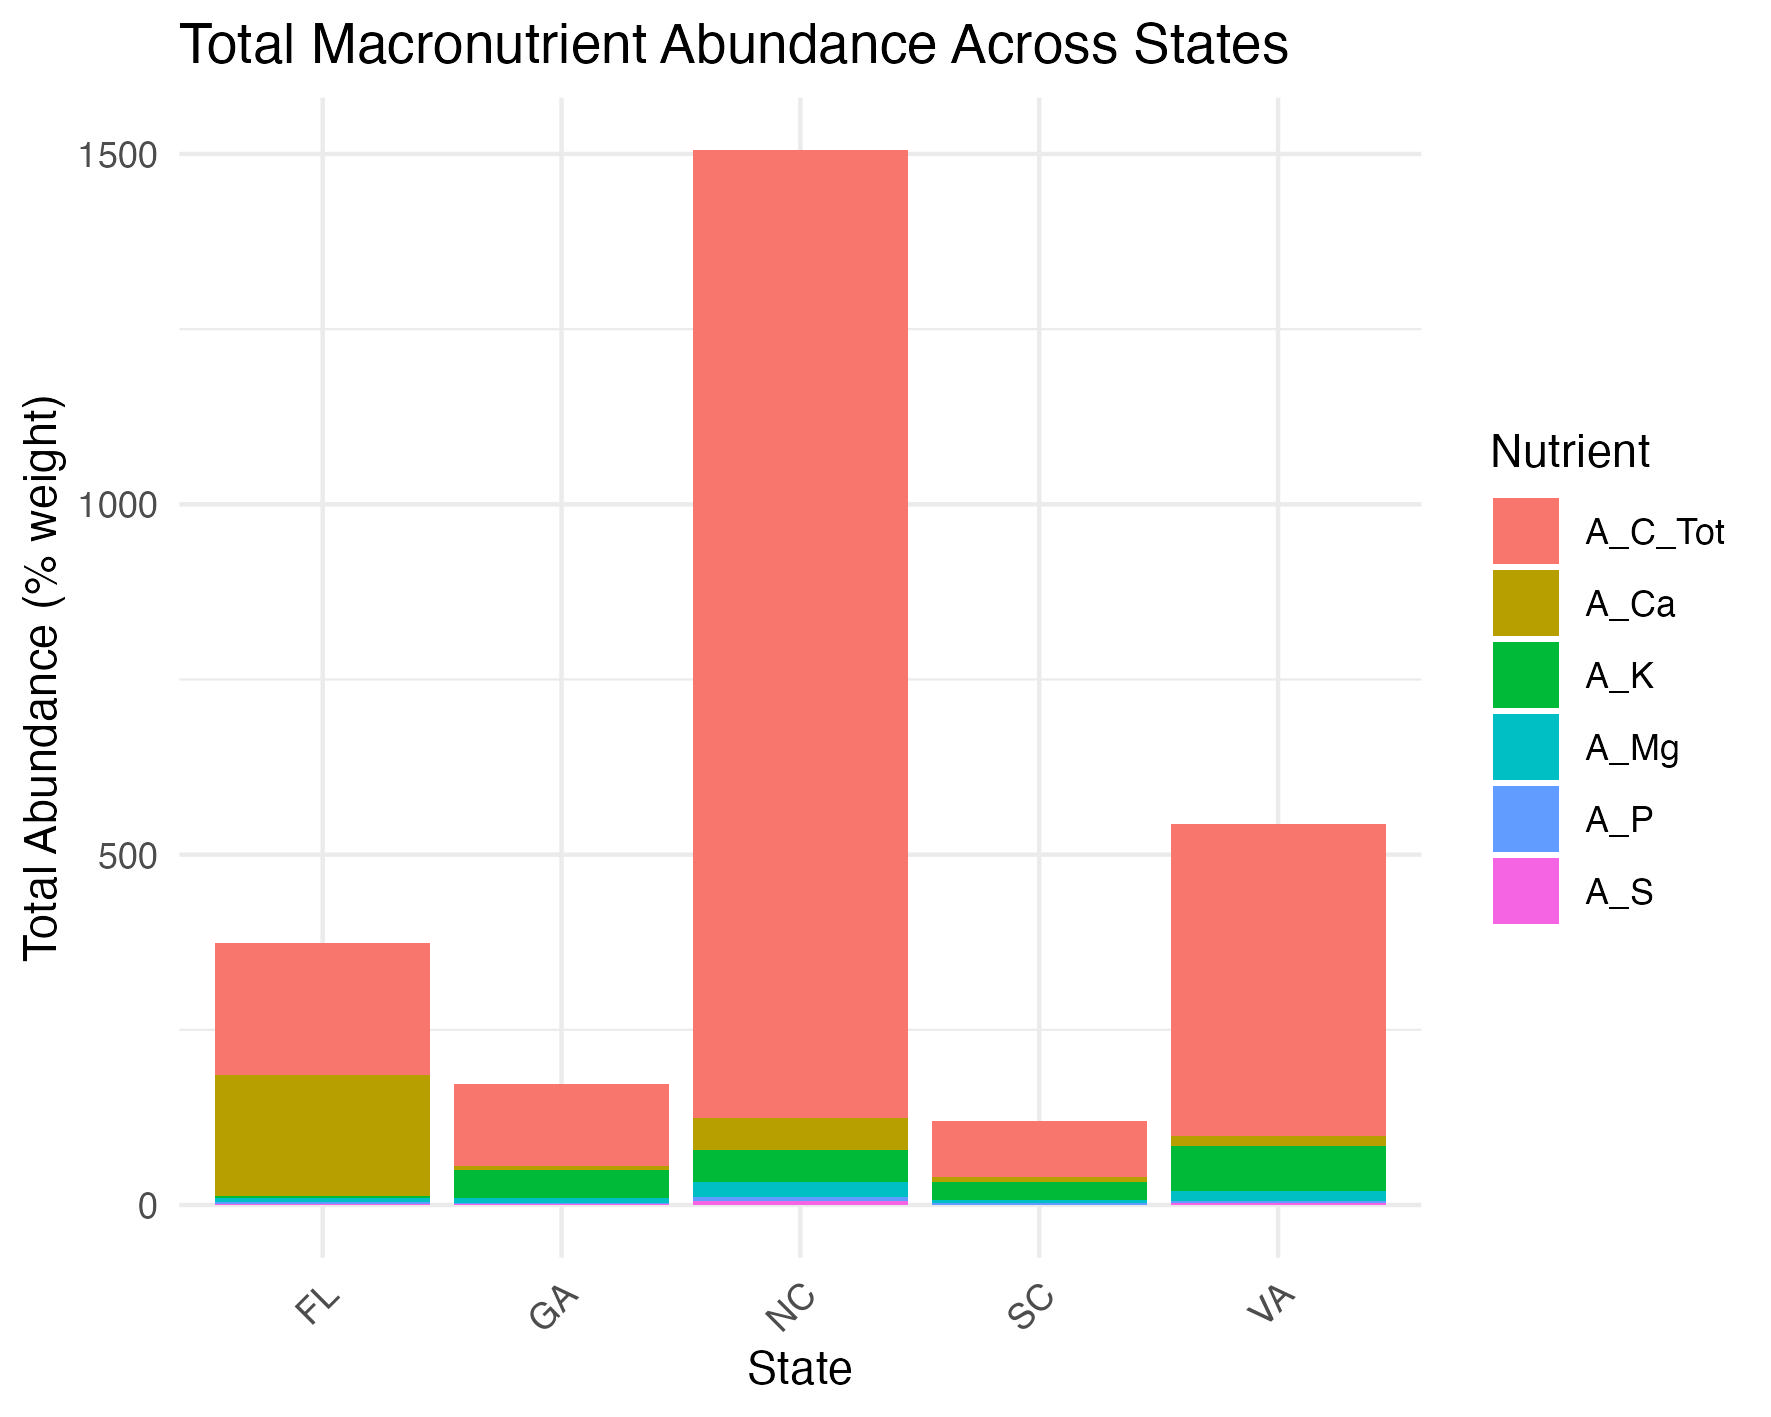 Total Macronutrient Abundance Across States
Total Abundance (% weight)
1500
1000
500
0
FL
GA
NC
SC
VA
State
Nutrient
A_C_Tot
A_Ca
A_K
A_Mg
A_P
A_S